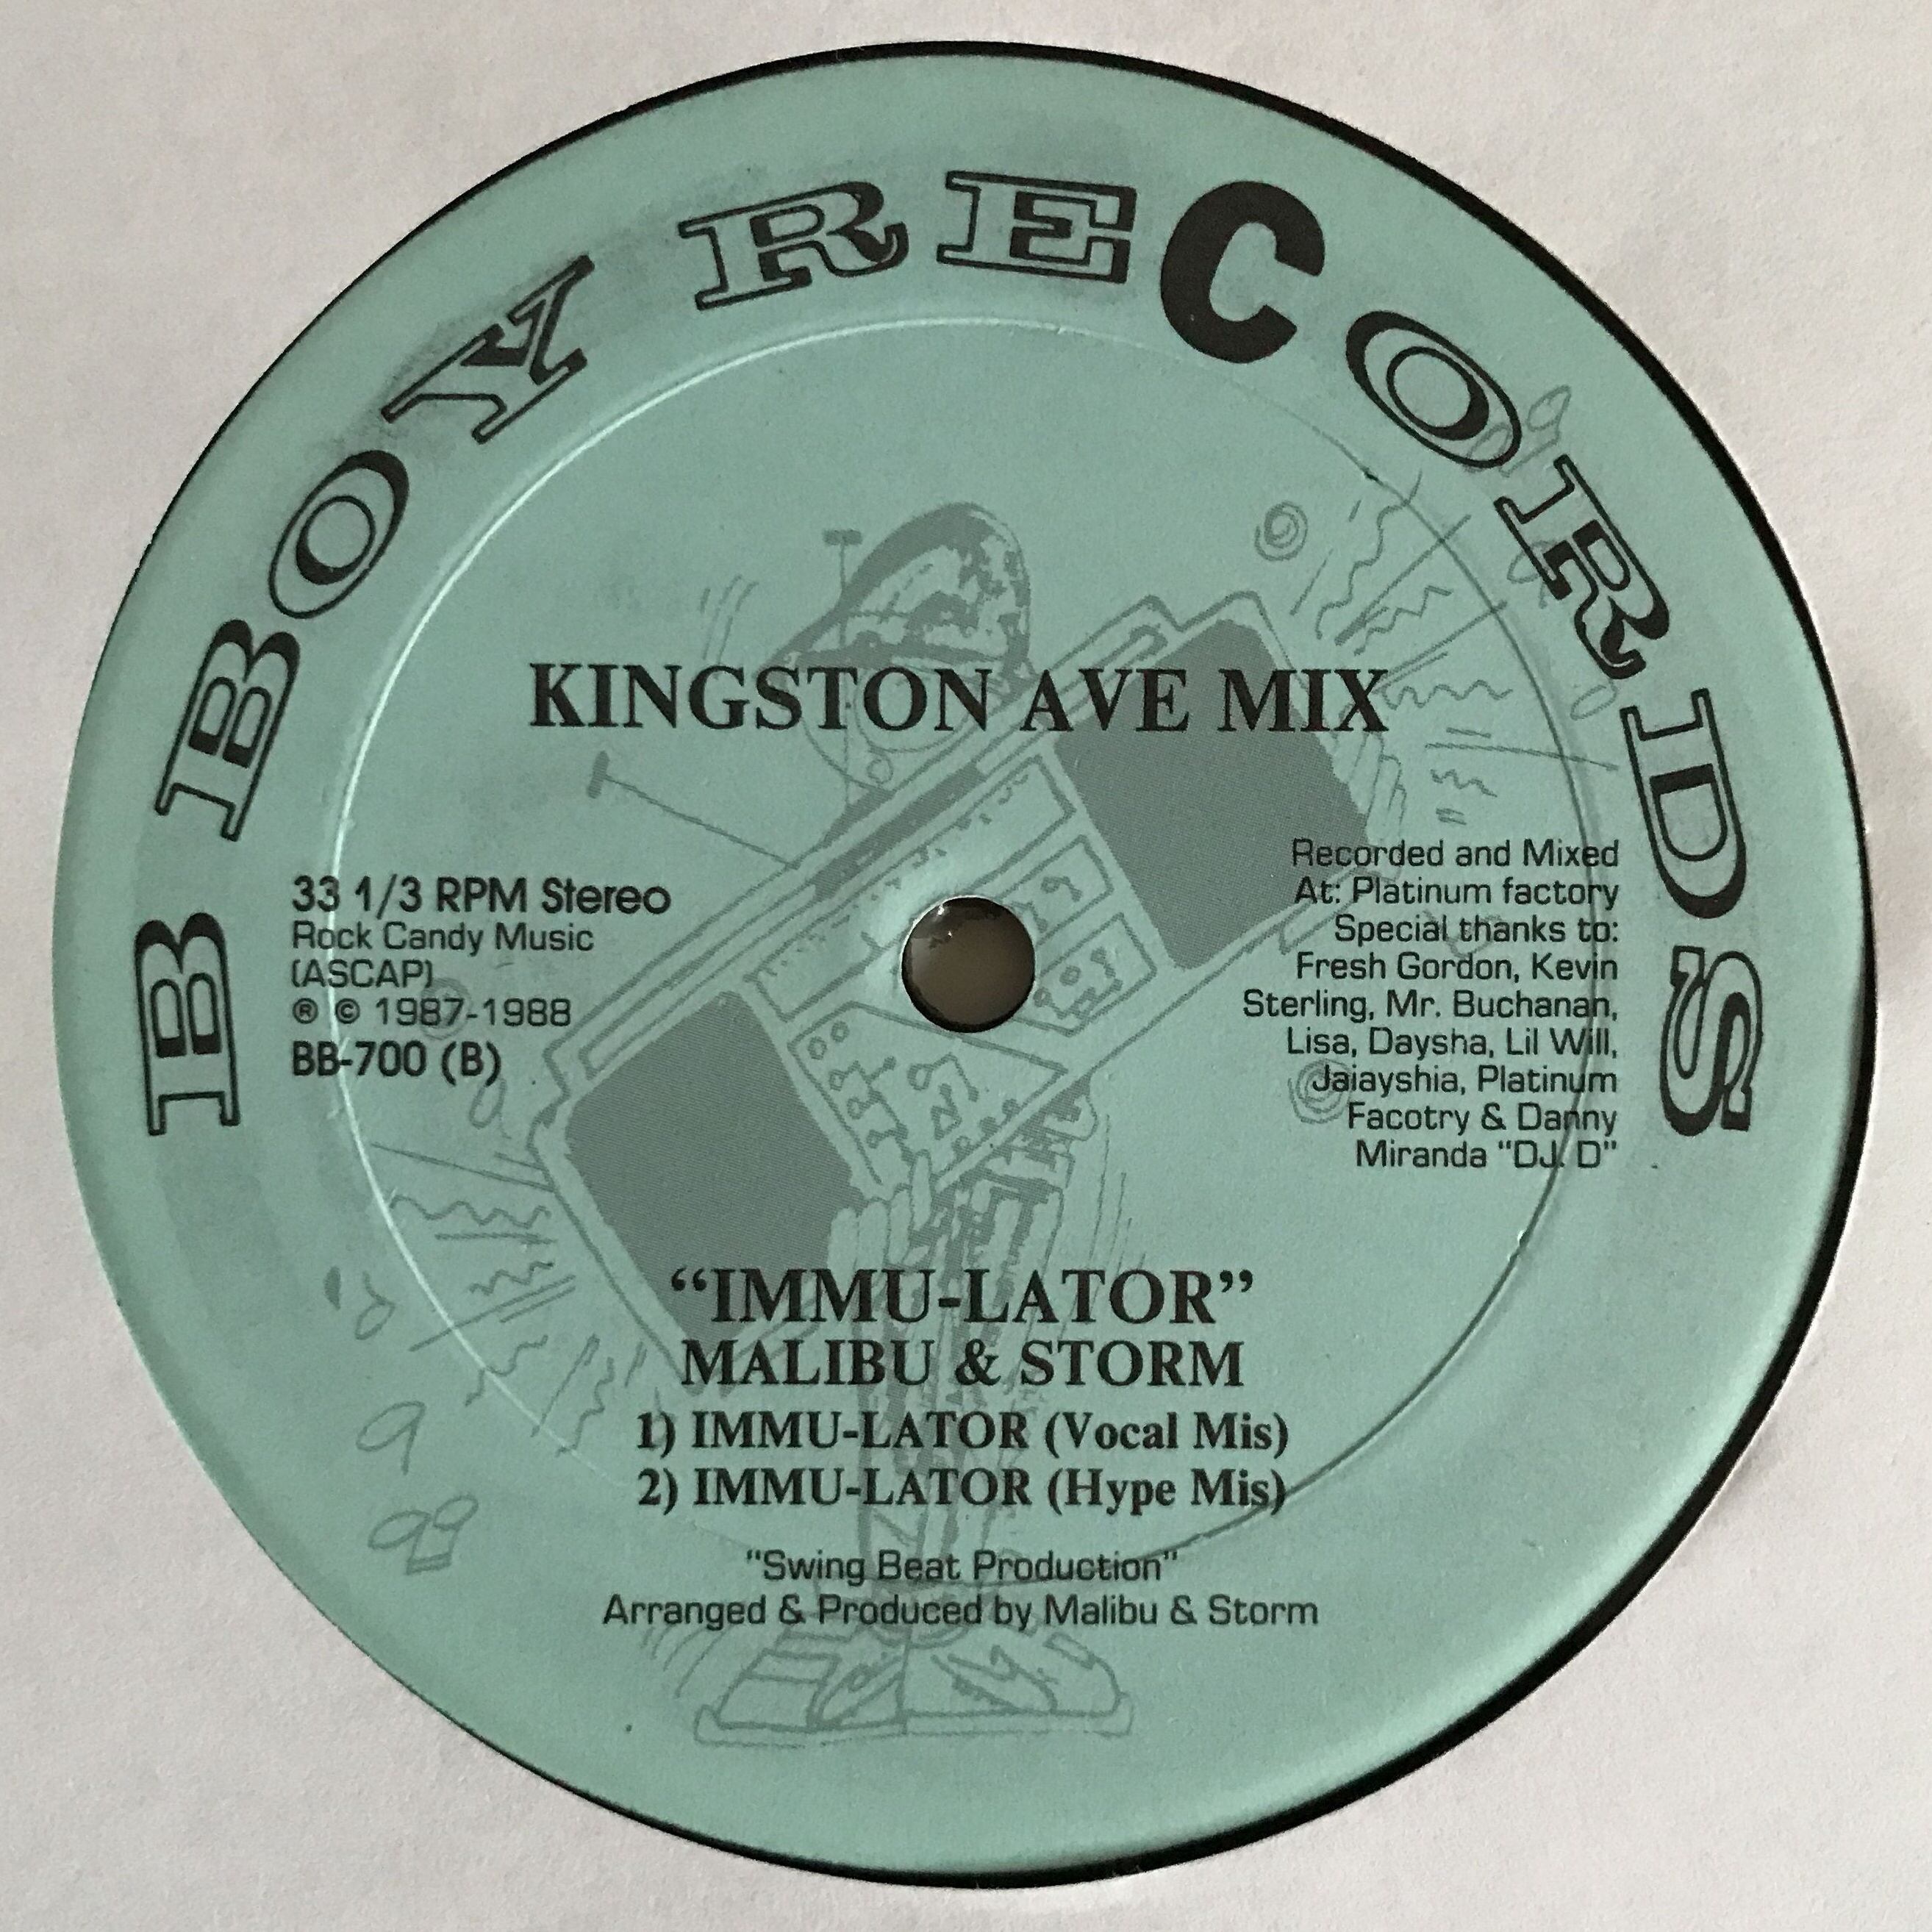 B BOY RECORDS
KINGSTON AVE MIX
33 1/3 RPM Stereo
Rock Candy Music
(ASCAP)
® © 1987-1988
BB-700 (B)
Recorded and Mixed
At: Platinum factory
Special thanks to:
Fresh Gordon, Kevin
Sterling, Mr. Buchanan,
Lisa, Daysha, Lil Will,
Jaiayshia, Platinum
Facotry & Danny
Miranda "DJ. D"
“IMMU-LATOR”
MALIBU & STORM
1) IMMU-LATOR (Vocal Mis)
2) IMMU-LATOR (Hype Mis)
"Swing Beat Production"
Arranged & Produced by Malibu & Storm